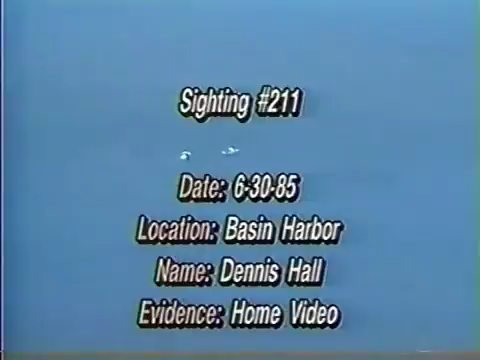 Sighting #211
Date: 6-30-85
Location: Basin Harbor
Name: Dennis Hall
Evidence: Home Video